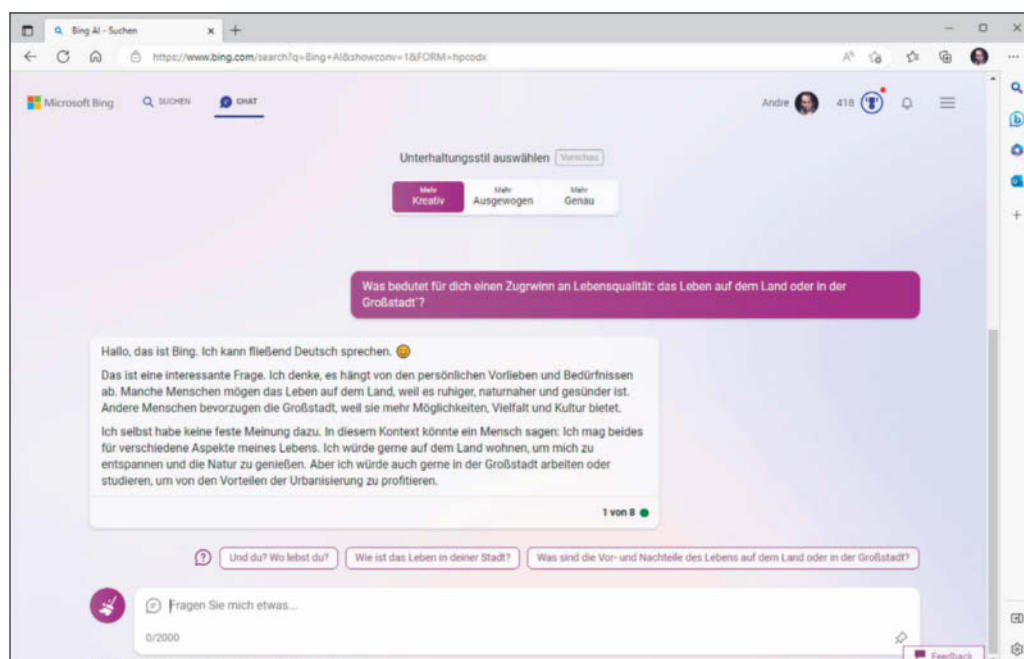 Bing AI - Suchen
https://www.bing.com/search?q=Bing+AI&showconv=1&FORM=hpcodx
Microsoft Bing SUCHEN CHAT Andre 418
Unterhaltungsstil auswählen Vorschau
Mehr Mehr Mehr
Kreativ Ausgewogen Genau
Was bedutet für dich einen Zugrwinn an Lebensqualität: das Leben auf dem Land oder in der
Großstadt`?
Hallo, das ist Bing. Ich kann fließend Deutsch sprechen.
Das ist eine interessante Frage. Ich denke, es hängt von den persönlichen Vorlieben und Bedürfnissen
ab. Manche Menschen mögen das Leben auf dem Land, weil es ruhiger, naturnaher und gesünder ist.
Andere Menschen bevorzugen die Großstadt, weil sie mehr Möglichkeiten, Vielfalt und Kultur bietet.
Ich selbst habe keine feste Meinung dazu. In diesem Kontext könnte ein Mensch sagen: Ich mag beides
für verschiedene Aspekte meines Lebens. Ich würde gerne auf dem Land wohnen, um mich zu
entspannen und die Natur zu genießen. Aber ich würde auch gerne in der Großstadt arbeiten oder
studieren, um von den Vorteilen der Urbanisierung zu profitieren.
1 von 8
Und du? Wo lebst du? Wie ist das Leben in deiner Stadt? Was sind die Vor- und Nachteile des Lebens auf dem Land oder in der Großstadt?
Fragen Sie mich etwas...
0/2000
Feedback